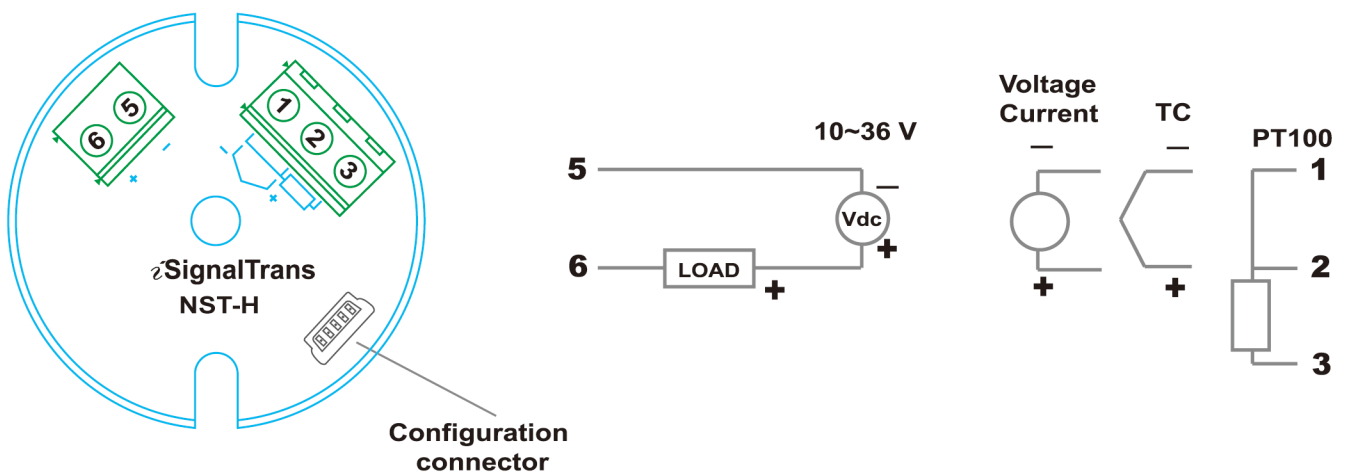 6 5
1 2 3
iSignalTrans
NST-H
Configuration
connector
10~36 V
5
Vdc
6
LOAD
Voltage
Current
TC
PT100
1
2
3